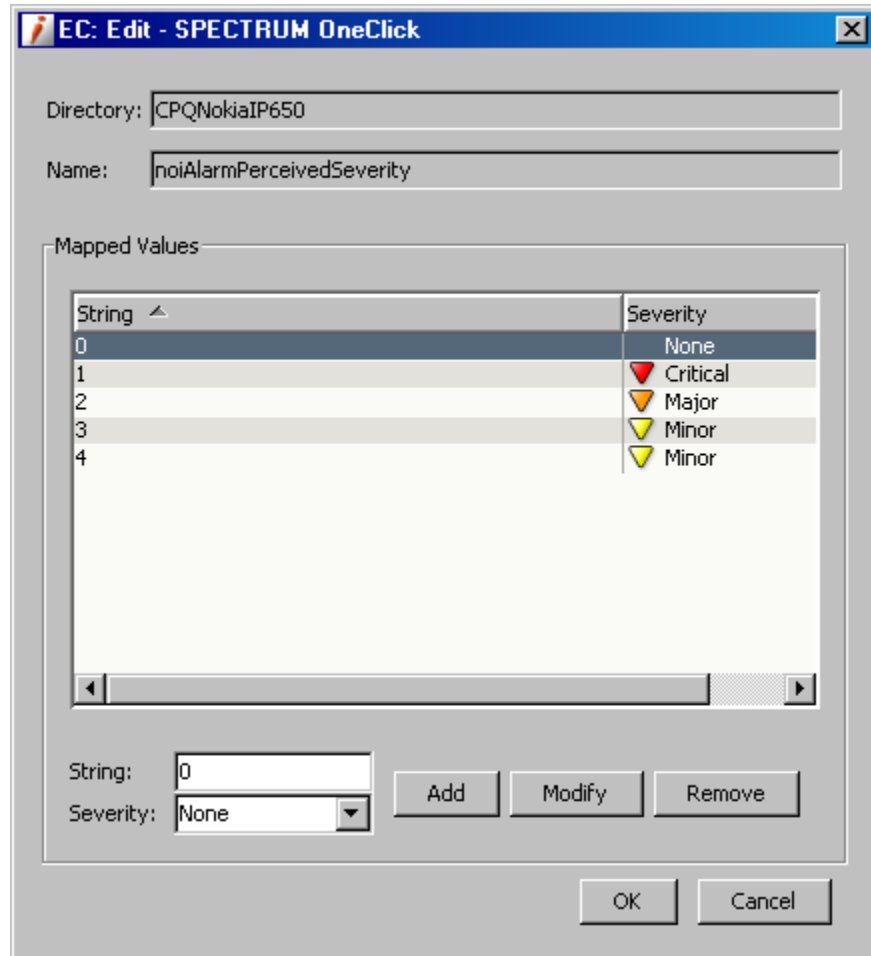 EC: Edit - SPECTRUM OneClick
Directory: CPQNokiaIP650
Name: noiAlarmPerceivedSeverity
Mapped Values
String Severity
0 None
1 Critical
2 Major
3 Minor
4 Minor
String: 0
Severity: None
Add Modify Remove
OK Cancel